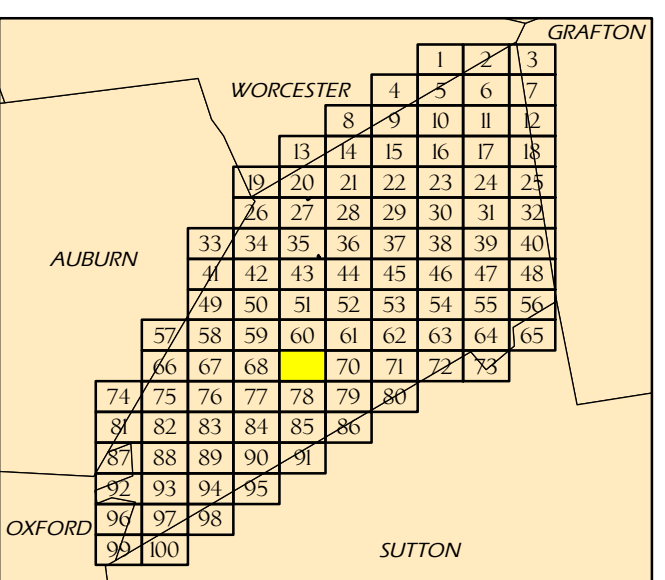 GRAFTON
1 2 3
WORCESTER 4 5 6 7
8 9 10 11 12
13 14 15 16 17 18
19 20 21 22 23 24 25
26 27 28 29 30 31 32
33 34 35 36 37 38 39 40
AUBURN
41 42 43 44 45 46 47 48
49 50 51 52 53 54 55 56
57 58 59 60 61 62 63 64 65
66 67 68 70 71 72 73
74 75 76 77 78 79 80
81 82 83 84 85 86
87 88 89 90 91
92 93 94 95
96 97 98
OXFORD
99 100 SUTTON